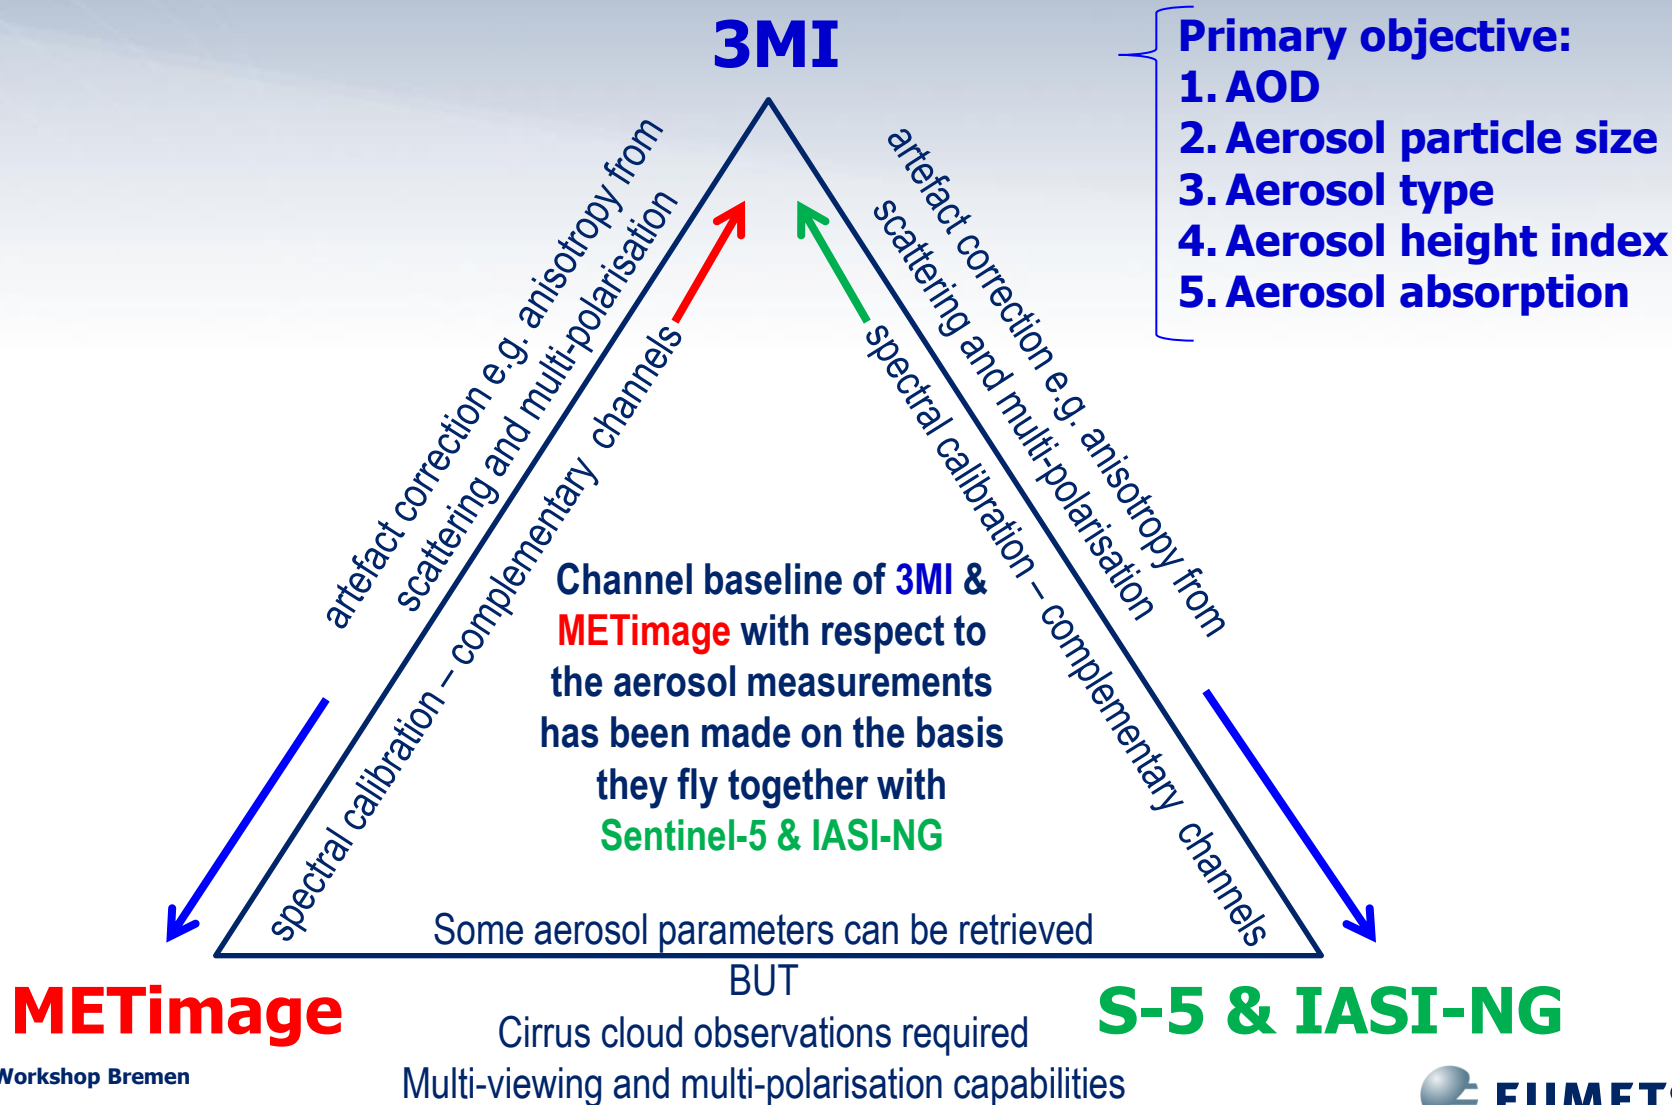 3MI
Primary objective:
1. AOD
2. Aerosol particle size
3. Aerosol type
4. Aerosol height index
5. Aerosol absorption
artefact correction e.g. anisotropy from
scattering and multi-polarisation
spectral calibration – complementary channels
artefact correction e.g. anisotropy from
scattering and multi-polarisation
spectral calibration – complementary channels
Channel baseline of 3MI &
METimage with respect to
the aerosol measurements
has been made on the basis
they fly together with
Sentinel-5 & IASI-NG
Some aerosol parameters can be retrieved
BUT
Cirrus cloud observations required
Multi-viewing and multi-polarisation capabilities
METimage
S-5 & IASI-NG
Workshop Bremen